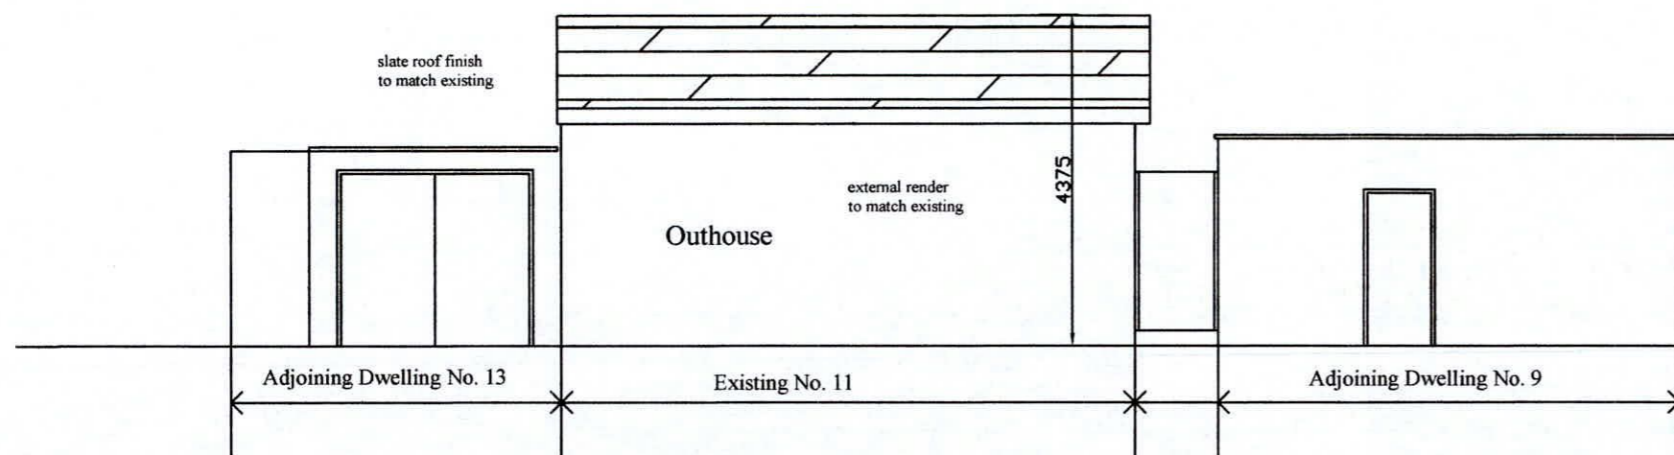 slate roof finish
to match existing
external render
to match existing
4375
Outhouse
Adjoining Dwelling No. 13
Existing No. 11
Adjoining Dwelling No. 9